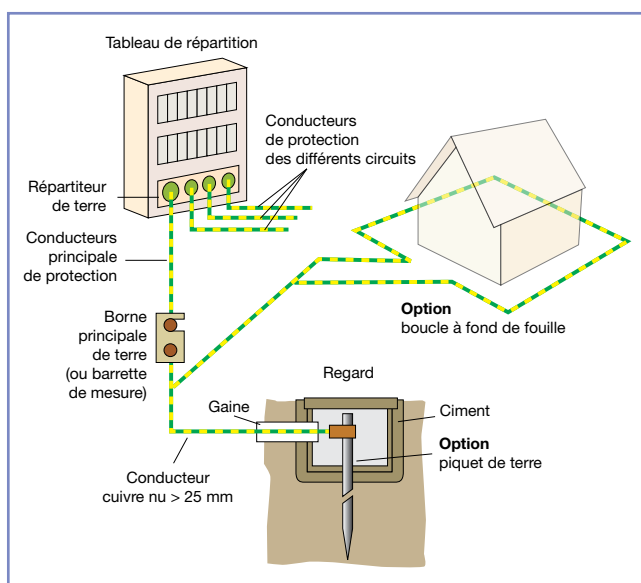 Tableau de répartition
Conducteurs
de protection
des différents circuits
Répartiteur
de terre
Conducteurs
principale
de protection
Option
boucle à fond de fouille
Borne
principale
de terre
(ou barrette
de mesure)
Regard
Gaine
Ciment
Option
piquet de terre
Conducteur
cuivre nu > 25 mm